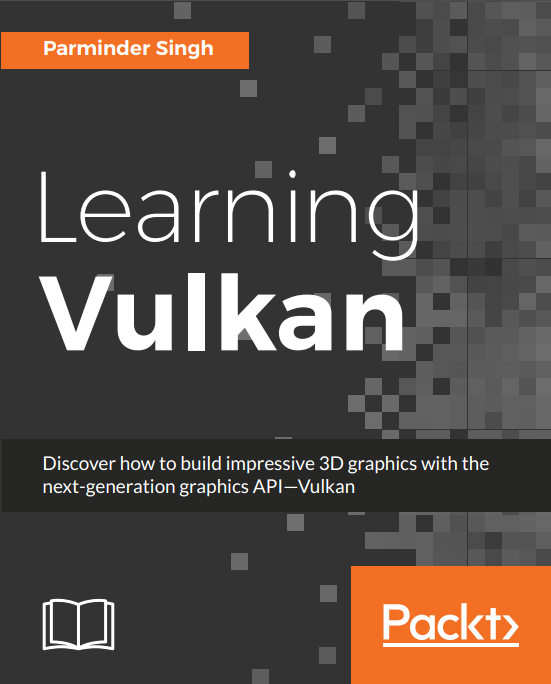 Parminder Singh
Learning
Vulkan
Discover how to build impressive 3D graphics with the
next-generation graphics API—Vulkan
Packt>